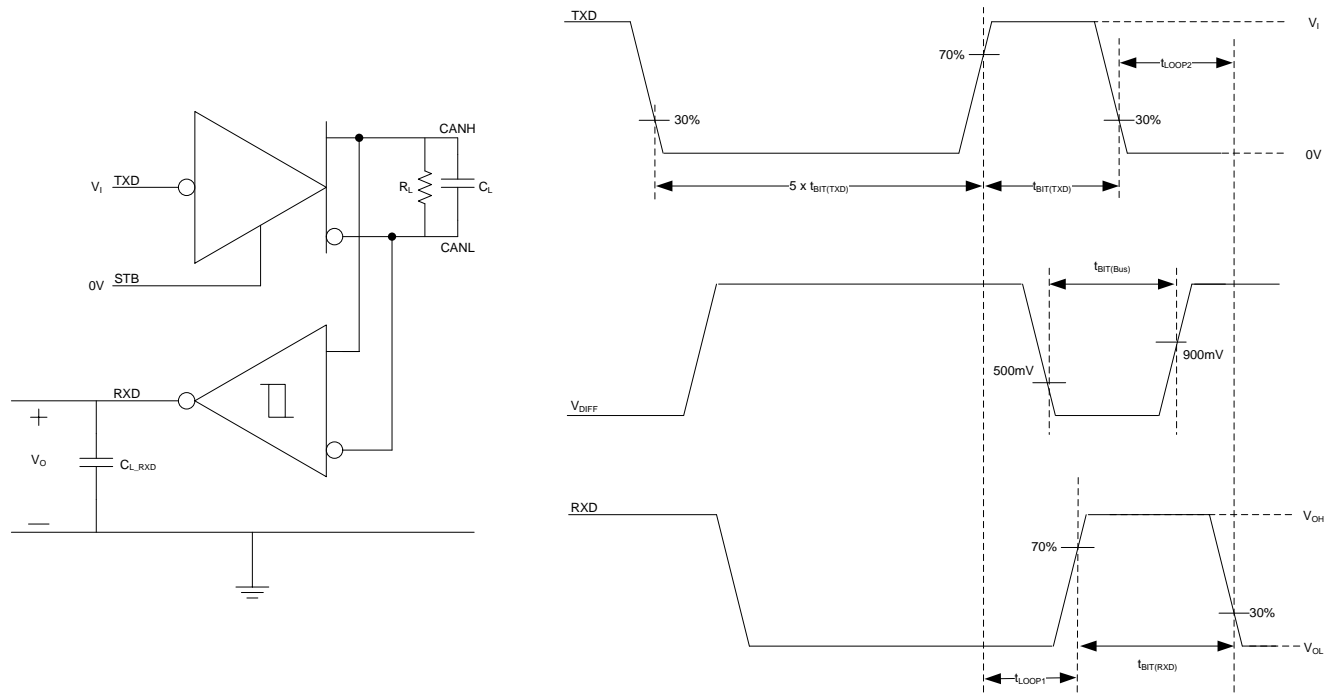 CANH
V_I TXD
R_L
C_L
CANL
0V STB
RXD
+
V_O
C_L_RXD
—
TXD
V_I
70%
t_LOOP2
30%
30%
0V
5 x t_BIT(TXD)
t_BIT(TXD)
t_BIT(Bus)
500mV
900mV
V_DIFF
RXD
V_OH
70%
30%
V_OL
t_BIT(RXD)
t_LOOP1